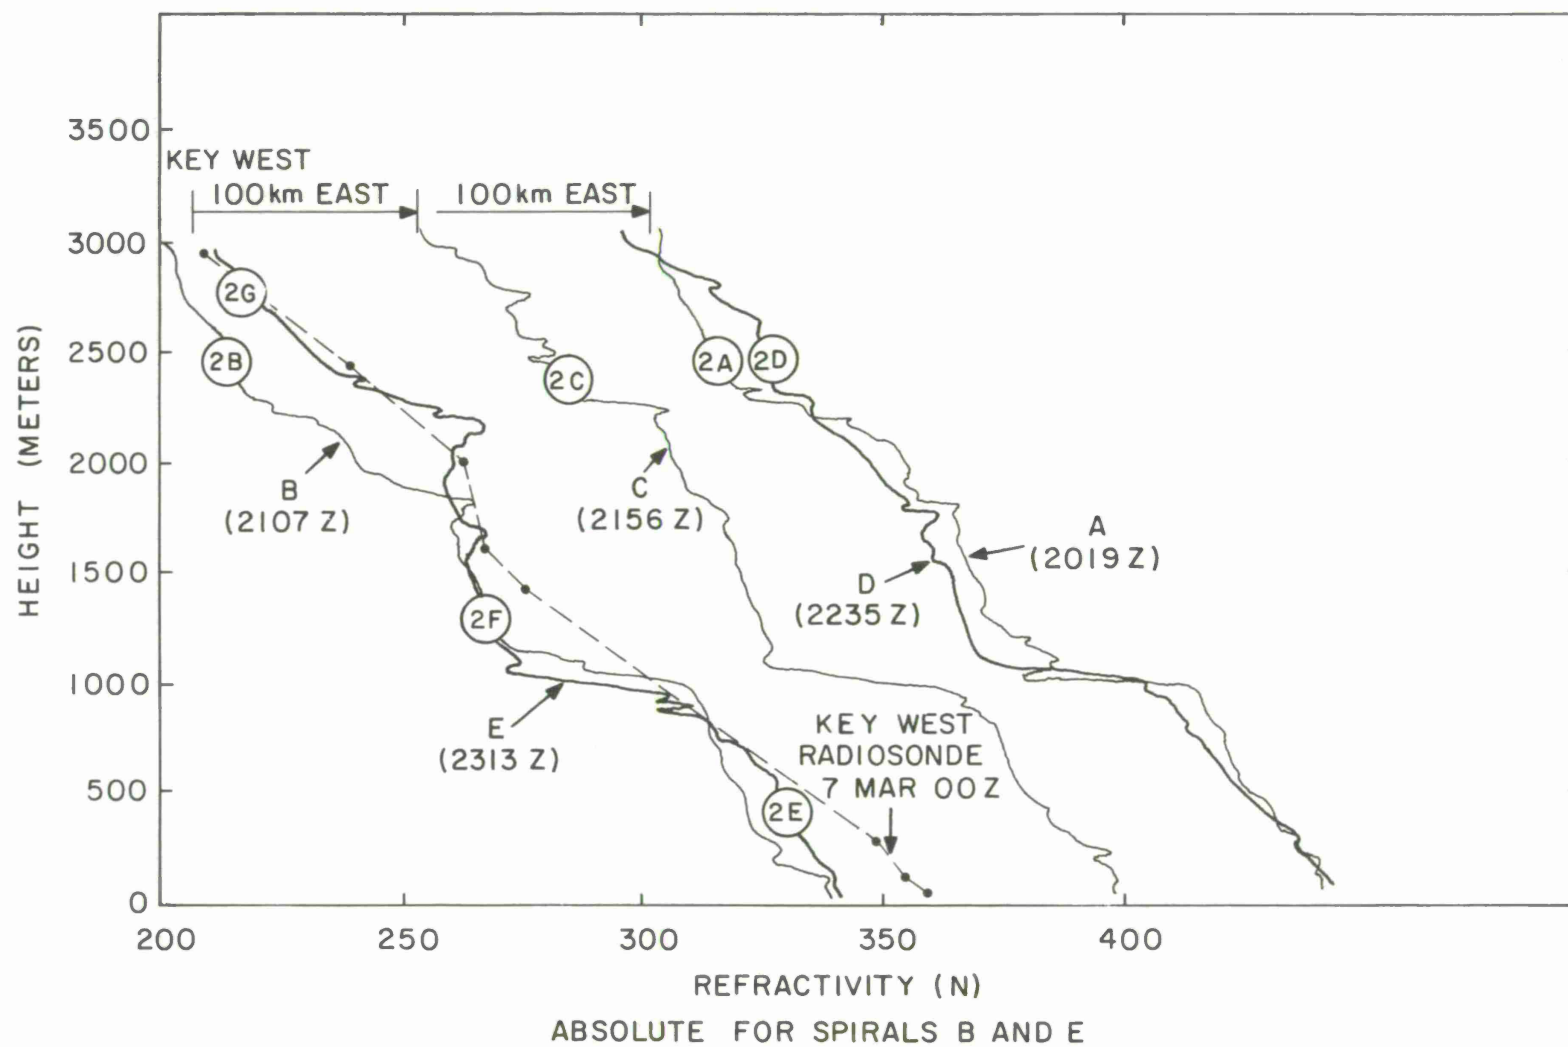 3500
KEY WEST
100km EAST
100km EAST
3000
2G
2500
2B
2C
2A
2D
2000
B
(2107 Z)
C
(2156 Z)
A
(2019 Z)
1500
D
(2235 Z)
2F
1000
E
(2313 Z)
KEY WEST
RADIOSONDE
7 MAR 00Z
500
2E
0
200
250
300
350
400
HEIGHT (METERS)
REFRACTIVITY (N)
ABSOLUTE FOR SPIRALS B AND E